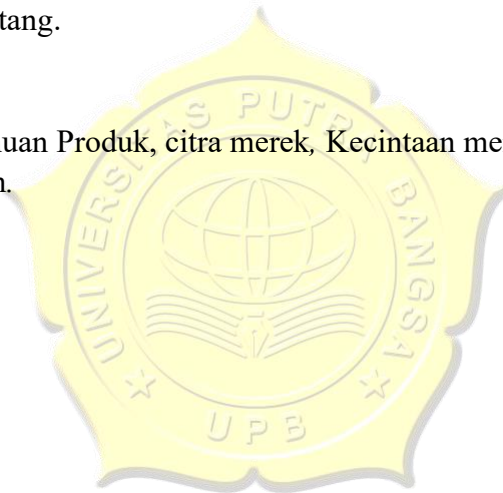 tang.
uan Produk, citra merek, Kecintaan me
.
UNIVERSITAS PUTRA BANGSA
UPB